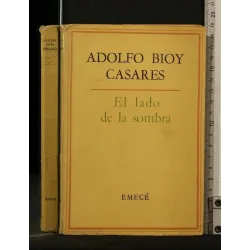 ADOLFO BIOY
CASARES
El lado
de la sombra
EMECÉ